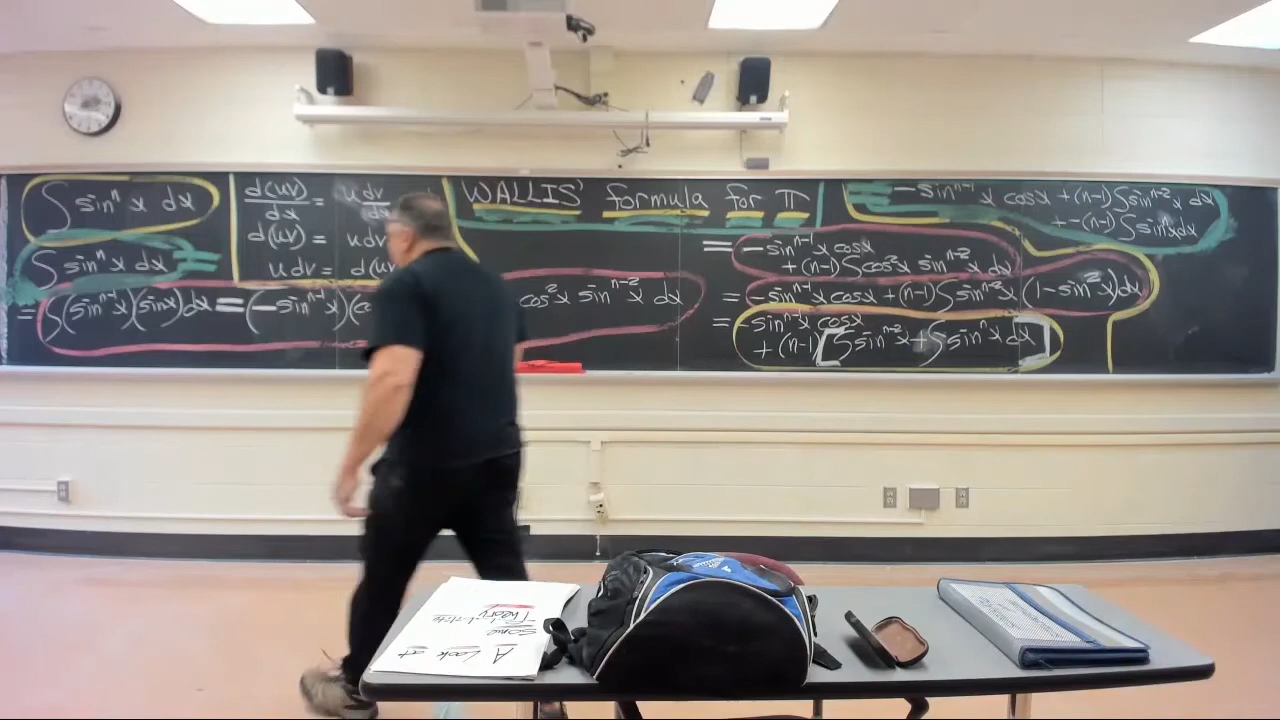 ∫ sinⁿ x dx
∫ sinⁿ x dx =
= ∫(sinⁿ⁻¹x)(sinx)dx = (-sinⁿ⁻¹x)(co
d(uv)/dx = u dv/dx
d(uv) = udv
udv = d(uv
WALLIS' formula for π
cos²x sinⁿ⁻²x dx
= -sinⁿ⁻¹x cosx
+ (n-1)∫cos²x sinⁿ⁻²x dx
= -sinⁿ⁻¹x cosx + (n-1)∫sinⁿ⁻²x (1-sin²x)dx
= -sinⁿ⁻¹x cosx
+ (n-1)[∫sinⁿ⁻²x + ∫sinⁿx dx]
= -sinⁿ⁻¹x cosx + (n-1)∫sinⁿ⁻²x dx
+ -(n-1)∫sinⁿx dx
A Look at
some
Theory